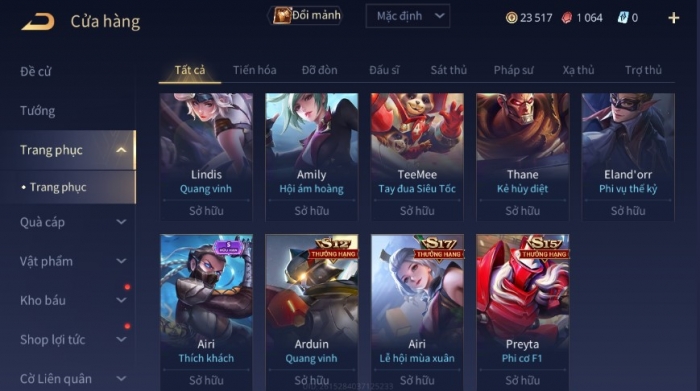 Cửa hàng
Đổi mảnh
Mặc định
23 517
1 064
0
Đề cử
Tướng
Trang phục
• Trang phục
Quà cáp
Vật phẩm
Kho báu
Shop lợi tức
Cờ Liên quân
Tất cả Tiến hóa Đỡ đòn Đấu sĩ Sát thủ Pháp sư Xạ thủ Trợ thủ
Lindis
Quang vinh
Sở hữu
Amily
Hội ám hoàng
Sở hữu
TeeMee
Tay đua Siêu Tốc
Sở hữu
Thane
Kẻ hủy diệt
Sở hữu
Eland'orr
Phi vụ thế kỷ
Sở hữu
S
HỮU HẠN
Airi
Thích khách
Sở hữu
S12
THƯỞNG HẠNG
Arduin
Quang vinh
Sở hữu
S17
THƯỞNG HẠNG
Airi
Lễ hội mùa xuân
Sở hữu
S15
THƯỞNG HẠNG
Preyta
Phi cơ F1
Sở hữu